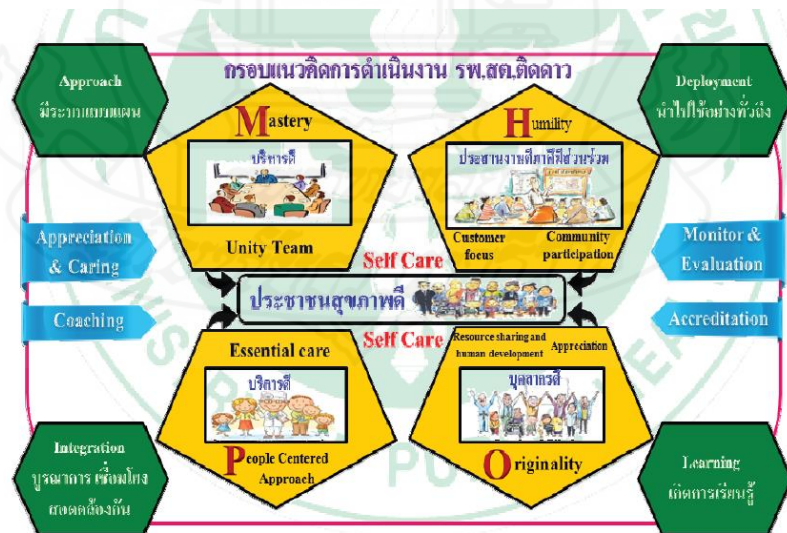 กรอบแนวคิดการดำเนินงาน รพ.สต.ติดดาว
Approach
มีระบบแบบแผน
Deployment
นำไปใช้อย่างทั่วถึง
Mastery
บริหารดี
Unity Team
Humility
ประสานงานดีภาคีมีส่วนร่วม
Customer
focus
Community
participation
Appreciation
& Caring
Coaching
Monitor &
Evaluation
Accreditation
Self Care
ประชาชนสุขภาพดี
Self Care
Essential care
บริการดี
People Centered
Approach
Resource sharing and
human development
Appreciation
บุคลากรดี
Originality
Integration
บูรณาการ เชื่อมโยง
สอดคล้องกัน
Learning
เกิดการเรียนรู้